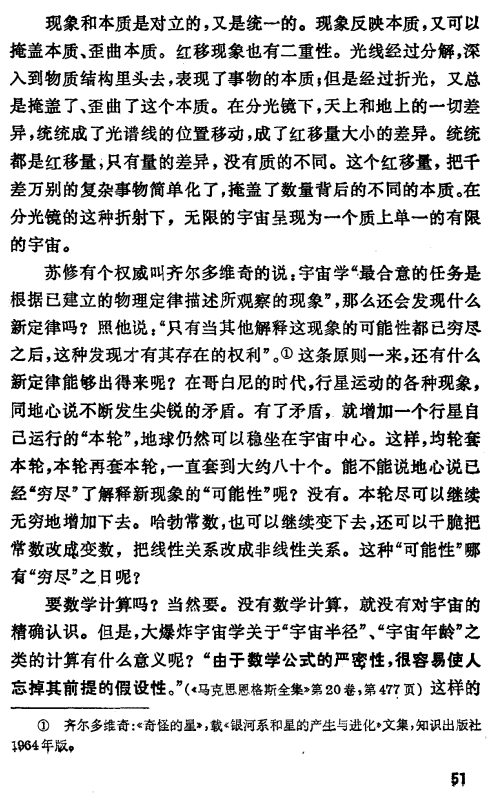 现象和本质是对立的，又是统一的。现象反映本质，又可以
掩盖本质、歪曲本质。红移现象也有二重性。光线经过分解，深
入到物质结构里头去，表现了事物的本质；但是经过折光，又总
是掩盖了、歪曲了这个本质。在分光镜下，天上和地上的一切差
异，统统成了光谱线的位置移动，成了红移量大小的差异。统统
都是红移量，只有量的差异，没有质的不同。这个红移量，把千
差万别的复杂事物简单化了，掩盖了数量背后的不同的本质。在
分光镜的这种折射下，无限的宇宙呈现为一个质上单一的有限
的宇宙。
苏修有个权威叫齐尔多维奇的说：宇宙学“最合意的任务是
根据已建立的物理定律描述所观察的现象”，那么还会发现什么
新定律吗？照他说：“只有当其他解释这现象的可能性都已穷尽
之后，这种发现才有其存在的权利”。①这条原则一来，还有什么
新定律能够出得来呢？在哥白尼的时代，行星运动的各种现象，
同地心说不断发生尖锐的矛盾。有了矛盾，就增加一个行星自
己运行的“本轮”，地球仍然可以稳坐在宇宙中心。这样，均轮套
本轮，本轮再套本轮，一直套到大约八十个。能不能说地心说已
经“穷尽”了解释新现象的“可能性”呢？没有。本轮尽可以继续
无穷地增加下去。哈勃常数，也可以继续变下去，还可以干脆把
常数改成变数，把线性关系改成非线性关系。这种“可能性”哪
有“穷尽”之日呢？
要数学计算吗？当然要。没有数学计算，就没有对宇宙的
精确认识。但是，大爆炸宇宙学关于“宇宙半径”、“宇宙年龄”之
类的计算有什么意义呢？“由于数学公式的严密性，很容易使人
忘掉其前提的假设性。”（《马克思恩格斯全集》第20卷，第477页）这样的
① 齐尔多维奇：《奇怪的星》，载《银河系和星的产生与进化》文集，知识出版社
1964年版。
51